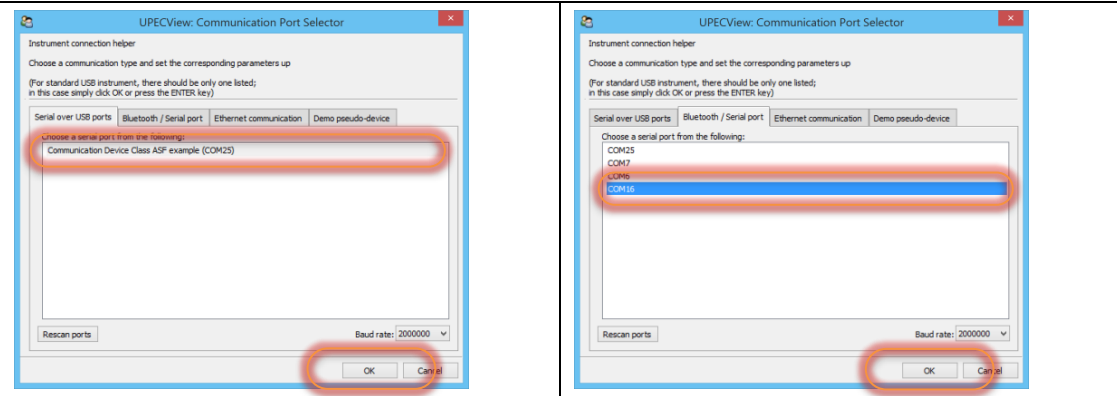 UPECView: Communication Port Selector
Instrument connection helper
Choose a communication type and set the corresponding parameters up
(For standard USB instrument, there should be only one listed;
in this case simply click OK or press the ENTER key)
Serial over USB ports Bluetooth / Serial port Ethernet communication Demo pseudo-device
Choose a serial port from the following:
Communication Device Class ASF example (COM25)
Rescan ports Baud rate: 2000000
OK Cancel
UPECView: Communication Port Selector
Instrument connection helper
Choose a communication type and set the corresponding parameters up
(For standard USB instrument, there should be only one listed;
in this case simply click OK or press the ENTER key)
Serial over USB ports Bluetooth / Serial port Ethernet communication Demo pseudo-device
Choose a serial port from the following:
COM25
COM7
COM6
COM16
Rescan ports Baud rate: 2000000
OK Cancel